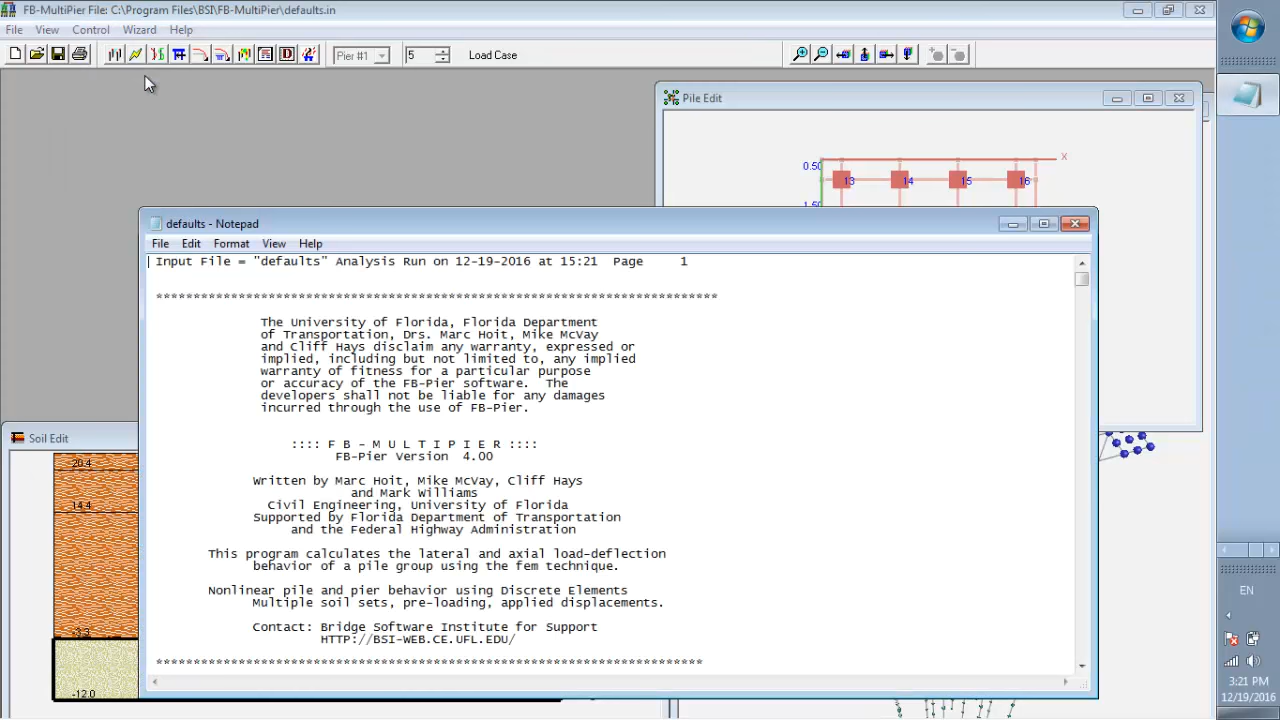 FB-MultiPier File: C:\Program Files\BSI\FB-MultiPier\defaults.in
File View Control Wizard Help
Pier #1 5 Load Case
Pile Edit
X
0.50
13 14 15 16
defaults - Notepad
File Edit Format View Help
Input File = "defaults" Analysis Run on 12-19-2016 at 15:21 Page 1
******************************************************************************
The University of Florida, Florida Department
of Transportation, Drs. Marc Hoit, Mike McVay
and Cliff Hays disclaim any warranty, expressed or
implied, including but not limited to, any implied
warranty of fitness for a particular purpose
or accuracy of the FB-Pier software. The
developers shall not be liable for any damages
incurred through the use of FB-Pier.
:::: F B - M U L T I P I E R ::::
FB-Pier Version 4.00
Written by Marc Hoit, Mike McVay, Cliff Hays
and Mark Williams
Civil Engineering, University of Florida
Supported by Florida Department of Transportation
and the Federal Highway Administration
This program calculates the lateral and axial load-deflection
behavior of a pile group using the fem technique.
Nonlinear pile and pier behavior using Discrete Elements
Multiple soil sets, pre-loading, applied displacements.
Contact: Bridge Software Institute for Support
HTTP://BSI-WEB.CE.UFL.EDU/
******************************************************************************
Soil Edit
20.4
14.4
-12.0
EN
3:21 PM
12/19/2016